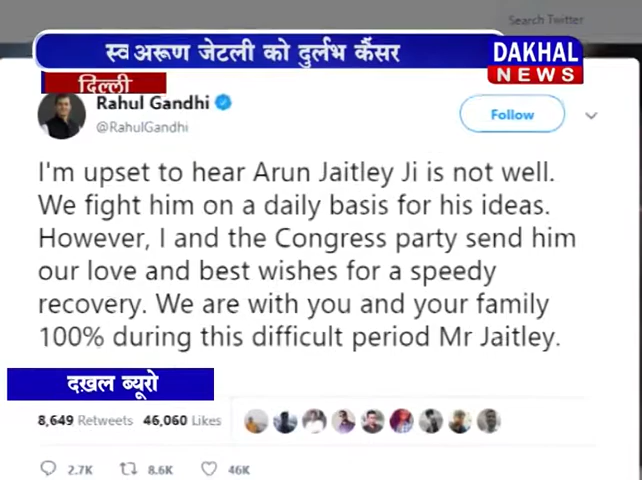 Search Twitter
स्व अरूण जेटली को दुर्लभ कैंसर
DAKHAL
NEWS
दिल्ली
Rahul Gandhi
@RahulGandhi
Follow
I'm upset to hear Arun Jaitley Ji is not well.
We fight him on a daily basis for his ideas.
However, I and the Congress party send him
our love and best wishes for a speedy
recovery. We are with you and your family
100% during this difficult period Mr Jaitley.
दख़ल ब्यूरो
8,649 Retweets 46,060 Likes
2.7K 8.6K 46K